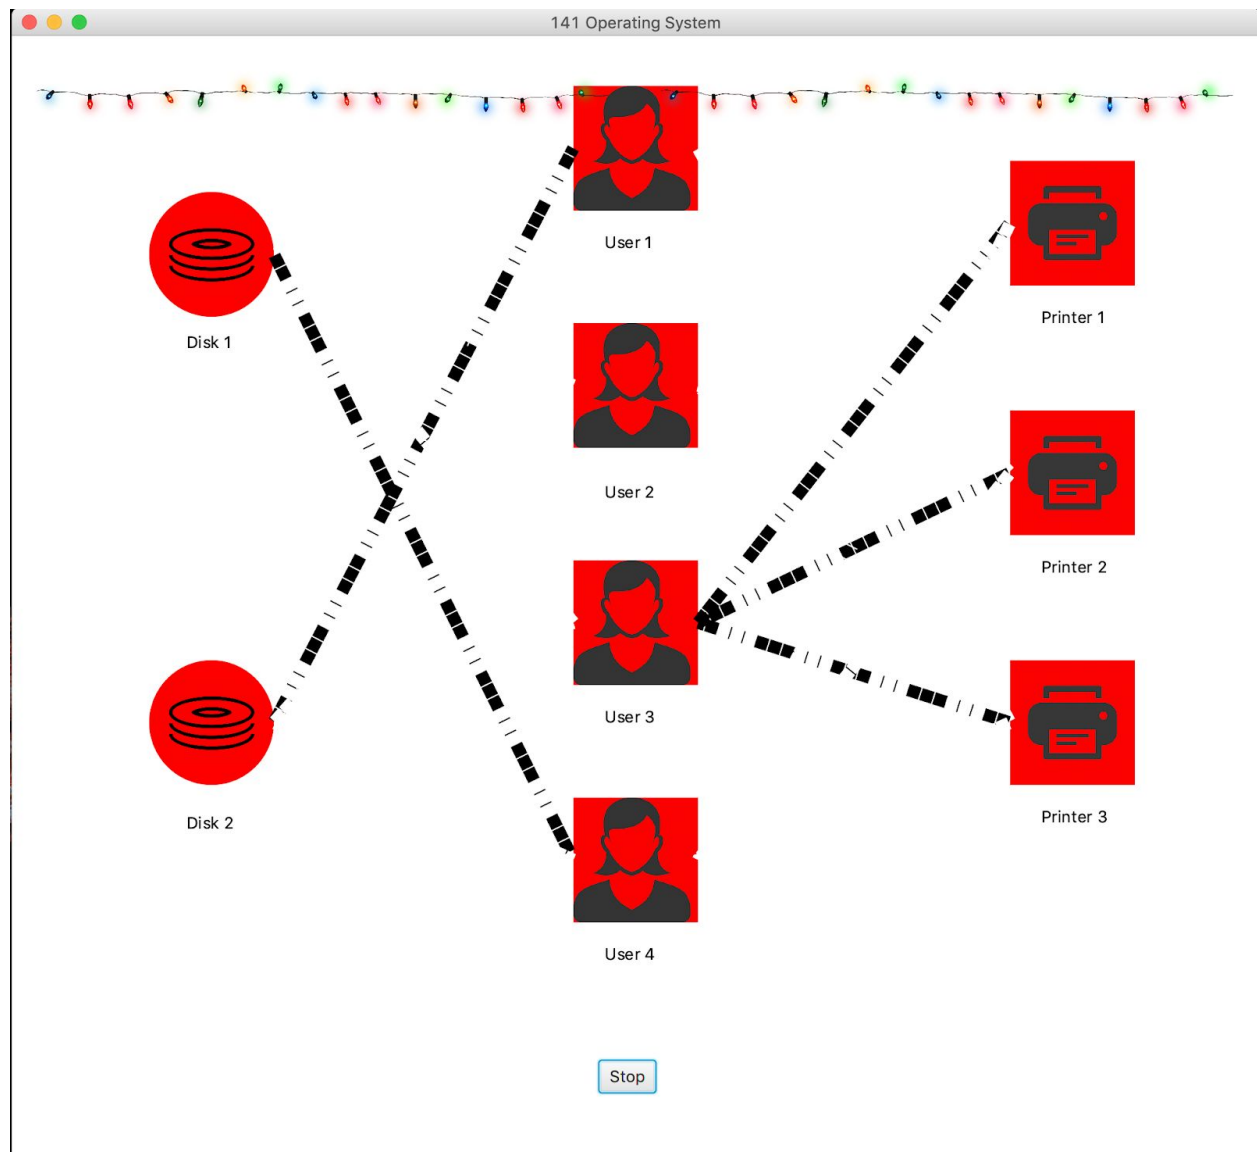 141 Operating System
User 1
Disk 1
Printer 1
User 2
Printer 2
User 3
Disk 2
Printer 3
User 4
Stop